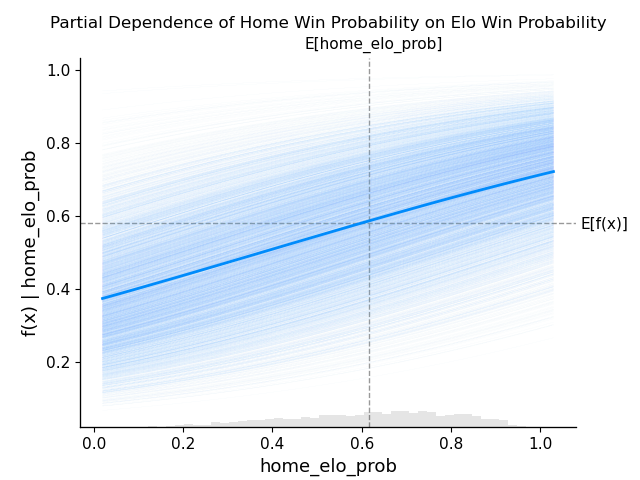 Partial Dependence of Home Win Probability on Elo Win Probability
E[home_elo_prob]
1.0
0.8
0.6
0.4
0.2
f(x) | home_elo_prob
E[f(x)]
0.0 0.2 0.4 0.6 0.8 1.0
home_elo_prob